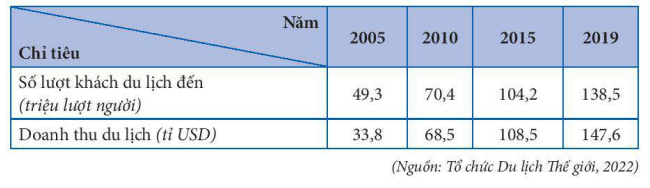 Năm
Chỉ tiêu
2005 2010 2015 2019
Số lượt khách du lịch đến
(triệu lượt người)
49,3 70,4 104,2 138,5
Doanh thu du lịch (tỉ USD) 33,8 68,5 108,5 147,6
(Nguồn: Tổ chức Du lịch Thế giới, 2022)